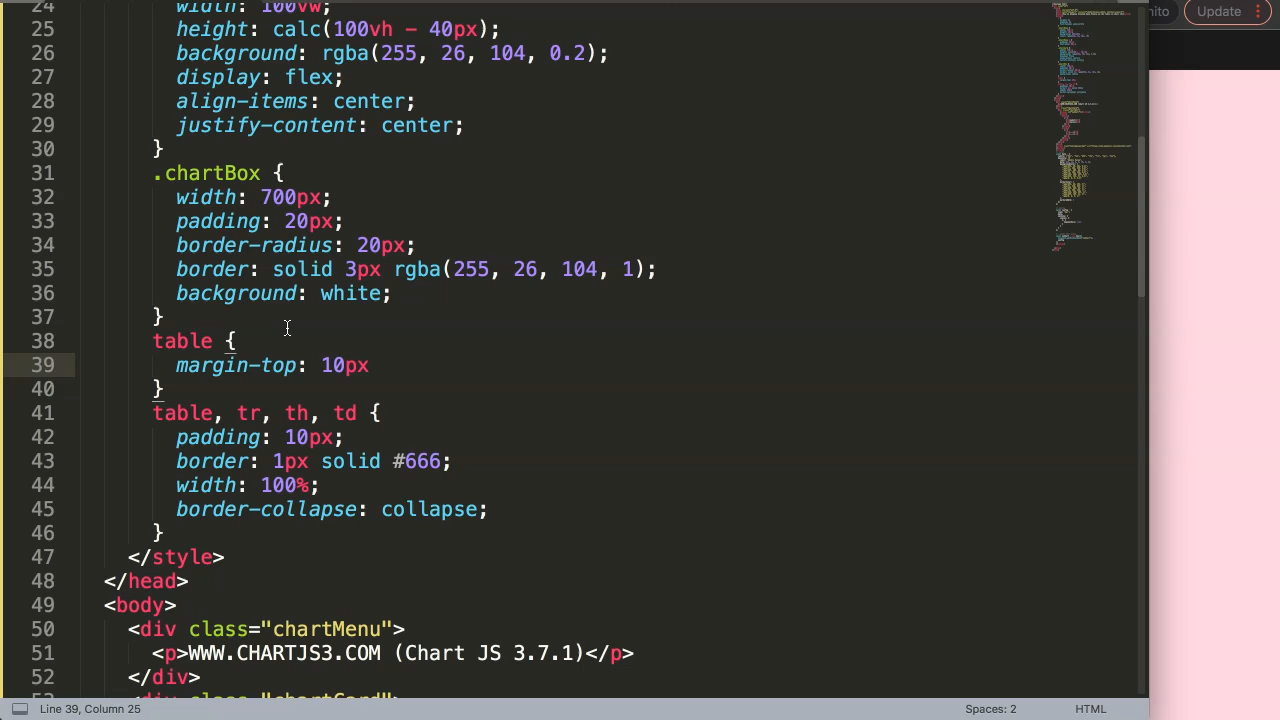 24 width: 100vw;
25 height: calc(100vh - 40px);
26 background: rgba(255, 26, 104, 0.2);
27 display: flex;
28 align-items: center;
29 justify-content: center;
30 }
31 .chartBox {
32 width: 700px;
33 padding: 20px;
34 border-radius: 20px;
35 border: solid 3px rgba(255, 26, 104, 1);
36 background: white;
37 }
38 table {
39 margin-top: 10px
40 }
41 table, tr, th, td {
42 padding: 10px;
43 border: 1px solid #666;
44 width: 100%;
45 border-collapse: collapse;
46 }
47 </style>
48 </head>
49 <body>
50 <div class="chartMenu">
51 <p>WWW.CHARTJS3.COM (Chart JS 3.7.1)</p>
52 </div>
53 <div class="chartCard">
Line 39, Column 25
Spaces: 2
HTML
Update